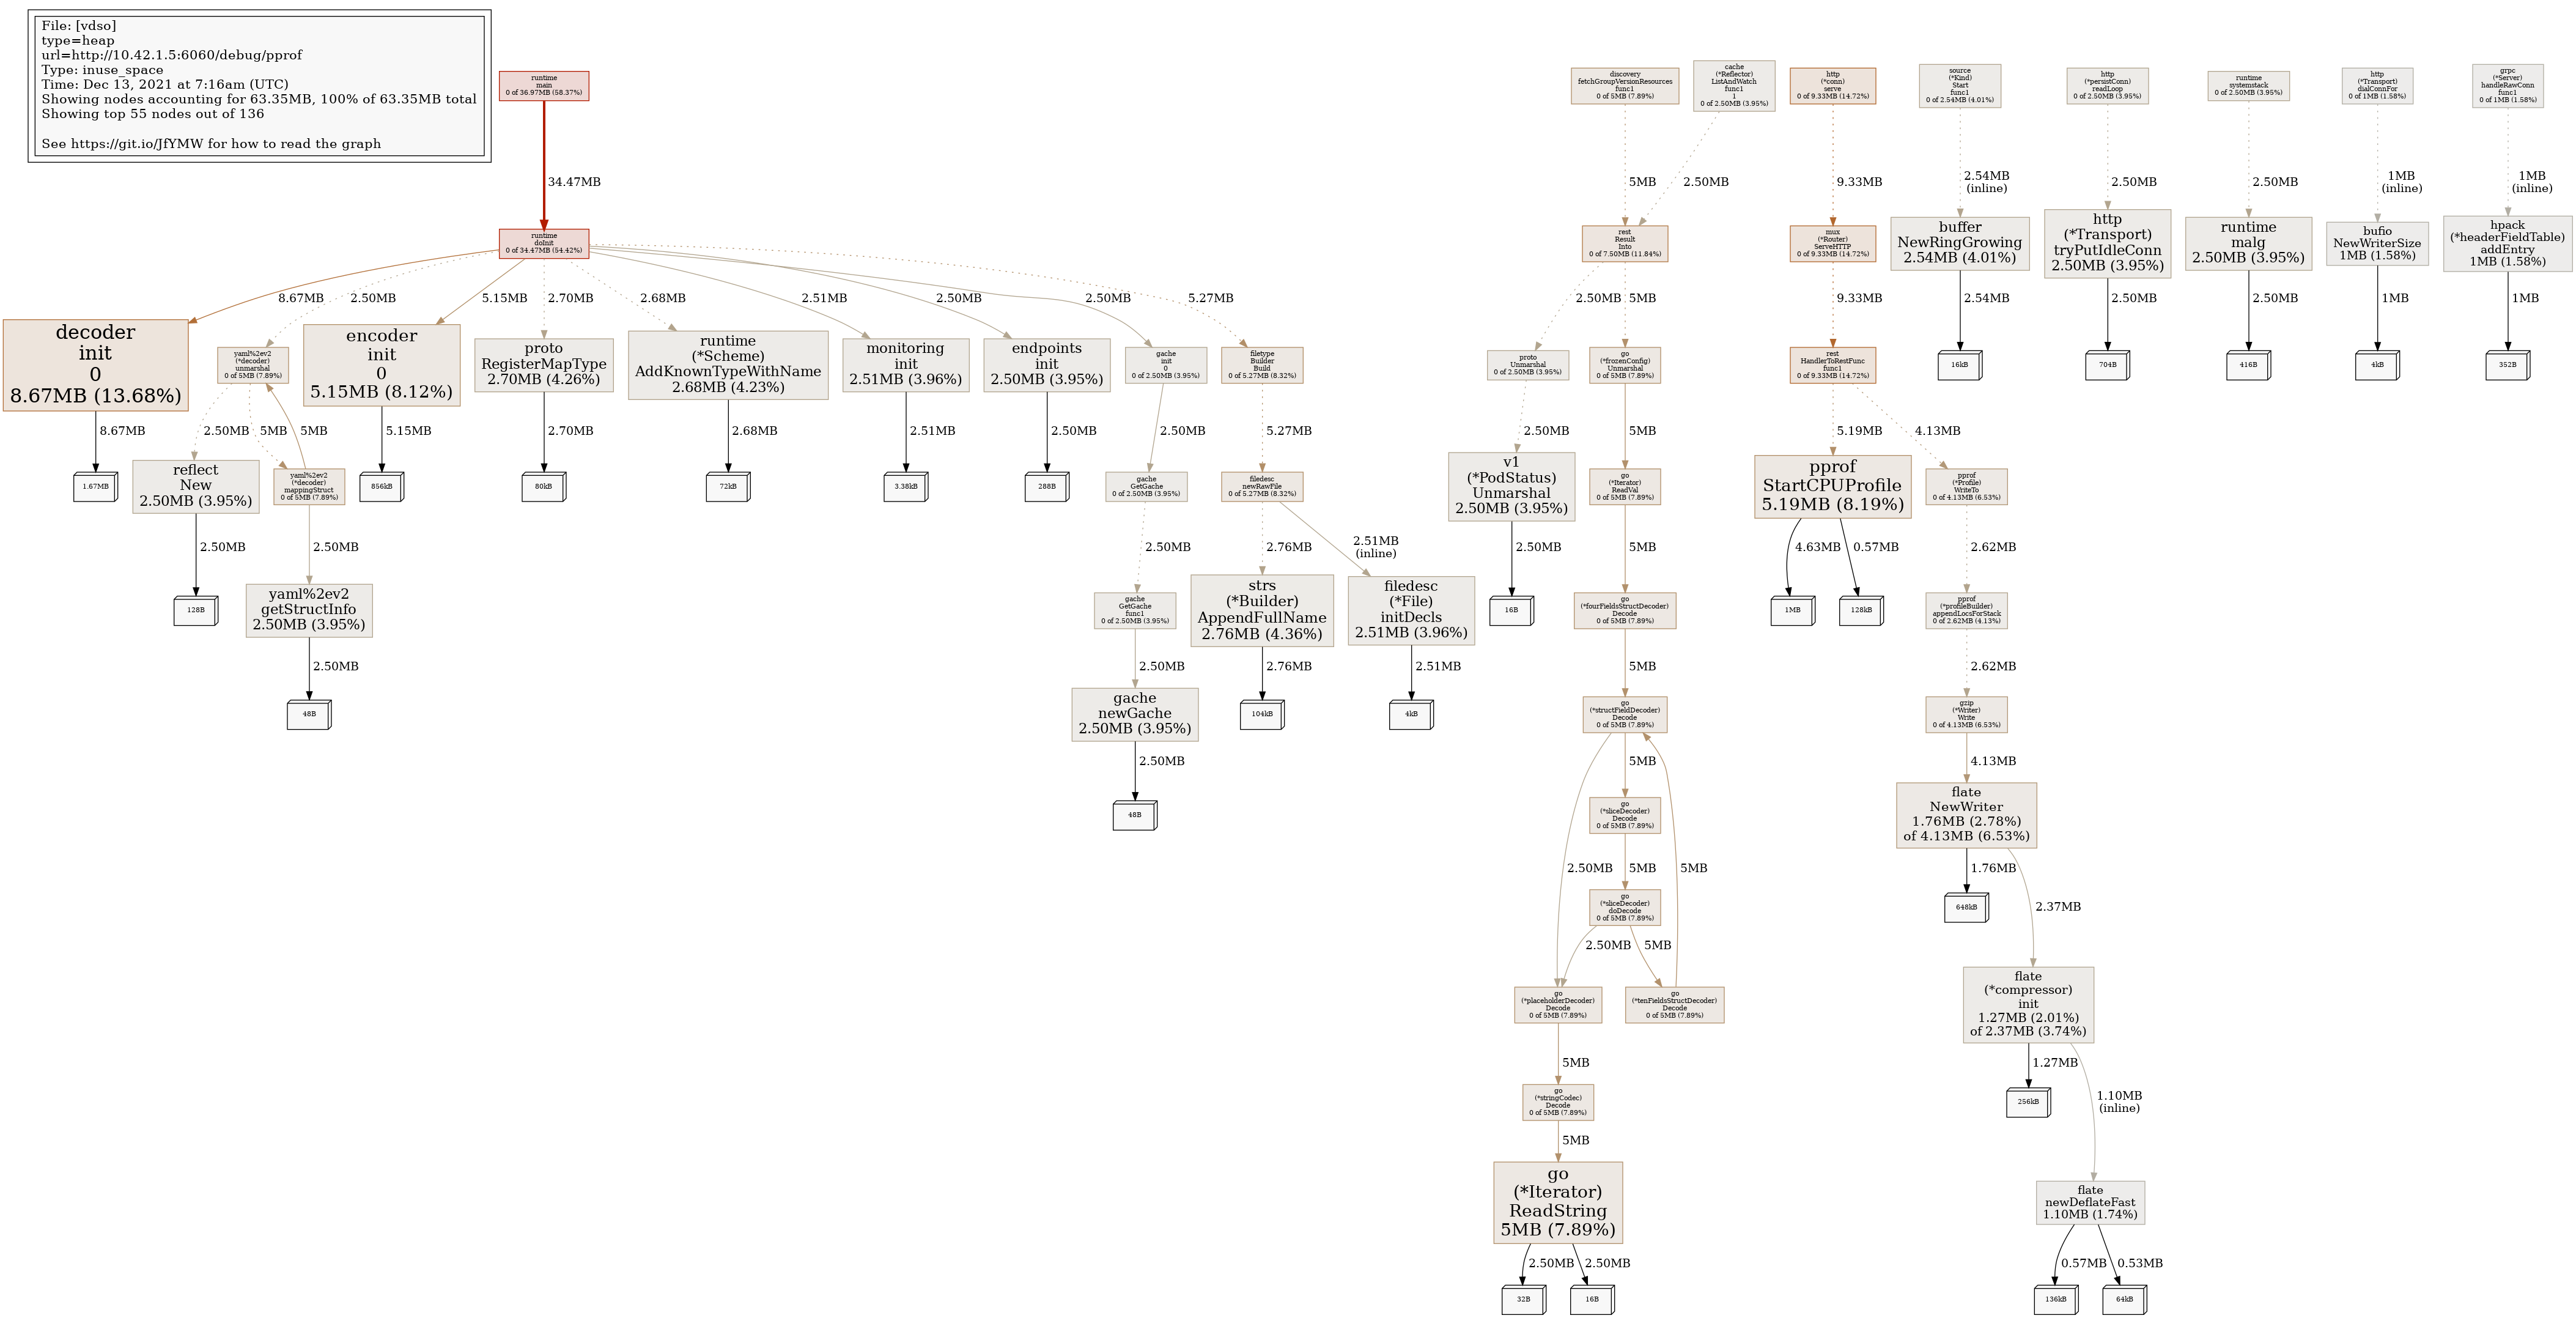 File: [vdso]
type=heap
url=http://10.42.1.5:6060/debug/pprof
Type: inuse_space
Time: Dec 13, 2021 at 7:16am (UTC)
Showing nodes accounting for 63.35MB, 100% of 63.35MB total
Showing top 55 nodes out of 136
See https://git.io/JfYMW for how to read the graph
runtime
main
0 of 36.97MB (58.37%)
34.47MB
runtime
doInit
0 of 34.47MB (54.42%)
8.67MB
2.50MB
5.15MB
2.70MB
2.68MB
2.51MB
2.50MB
2.50MB
5.27MB
decoder
init
0
8.67MB (13.68%)
8.67MB
1.67MB
yaml%2ev2
(*decoder)
unmarshal
0 of 5MB (7.89%)
2.50MB
5MB
5MB
reflect
New
2.50MB (3.95%)
2.50MB
128B
yaml%2ev2
(*decoder)
mappingStruct
0 of 5MB (7.89%)
2.50MB
yaml%2ev2
getStructInfo
2.50MB (3.95%)
2.50MB
48B
encoder
init
0
5.15MB (8.12%)
5.15MB
856kB
proto
RegisterMapType
2.70MB (4.26%)
2.70MB
80kB
runtime
(*Scheme)
AddKnownTypeWithName
2.68MB (4.23%)
2.68MB
72kB
monitoring
init
2.51MB (3.96%)
2.51MB
3.38kB
endpoints
init
2.50MB (3.95%)
2.50MB
288B
gache
init
0
0 of 2.50MB (3.95%)
2.50MB
gache
GetGache
0 of 2.50MB (3.95%)
2.50MB
gache
GetGache
func1
0 of 2.50MB (3.95%)
2.50MB
gache
newGache
2.50MB (3.95%)
2.50MB
48B
filetype
Builder
Build
0 of 5.27MB (8.32%)
5.27MB
filedesc
newRawFile
0 of 5.27MB (8.32%)
2.76MB
2.51MB
(inline)
strs
(*Builder)
AppendFullName
2.76MB (4.36%)
2.76MB
104kB
filedesc
(*File)
initDecls
2.51MB (3.96%)
2.51MB
4kB
discovery
fetchGroupVersionResources
func1
0 of 5MB (7.89%)
5MB
cache
(*Reflector)
ListAndWatch
func1
1
0 of 2.50MB (3.95%)
2.50MB
rest
Result
Into
0 of 7.50MB (11.84%)
2.50MB
5MB
proto
Unmarshal
0 of 2.50MB (3.95%)
2.50MB
v1
(*PodStatus)
Unmarshal
2.50MB (3.95%)
2.50MB
16B
go
(*frozenConfig)
Unmarshal
0 of 5MB (7.89%)
5MB
go
(*Iterator)
ReadVal
0 of 5MB (7.89%)
5MB
go
(*fourFieldsStructDecoder)
Decode
0 of 5MB (7.89%)
5MB
go
(*structFieldDecoder)
Decode
0 of 5MB (7.89%)
5MB
go
(*sliceDecoder)
Decode
0 of 5MB (7.89%)
2.50MB
5MB
5MB
go
(*sliceDecoder)
doDecode
0 of 5MB (7.89%)
2.50MB
5MB
go
(*placeholderDecoder)
Decode
0 of 5MB (7.89%)
go
(*tenFieldsStructDecoder)
Decode
0 of 5MB (7.89%)
5MB
go
(*stringCodec)
Decode
0 of 5MB (7.89%)
5MB
go
(*Iterator)
ReadString
5MB (7.89%)
2.50MB
2.50MB
32B
16B
http
(*conn)
serve
0 of 9.33MB (14.72%)
9.33MB
mux
(*Router)
ServeHTTP
0 of 9.33MB (14.72%)
9.33MB
rest
HandlerToRestFunc
func1
0 of 9.33MB (14.72%)
5.19MB
4.13MB
pprof
StartCPUProfile
5.19MB (8.19%)
4.63MB
0.57MB
1MB
128kB
pprof
(*Profile)
WriteTo
0 of 4.13MB (6.53%)
2.62MB
pprof
(*profileBuilder)
appendLocsForStack
0 of 2.62MB (4.13%)
2.62MB
gzip
(*Writer)
Write
0 of 4.13MB (6.53%)
4.13MB
flate
NewWriter
1.76MB (2.78%)
of 4.13MB (6.53%)
1.76MB
648kB
2.37MB
flate
(*compressor)
init
1.27MB (2.01%)
of 2.37MB (3.74%)
1.27MB
256kB
1.10MB
(inline)
flate
newDeflateFast
1.10MB (1.74%)
0.57MB
0.53MB
136kB
64kB
source
(*Kind)
Start
func1
0 of 2.54MB (4.01%)
2.54MB
(inline)
buffer
NewRingGrowing
2.54MB (4.01%)
2.54MB
16kB
http
(*persistConn)
readLoop
0 of 2.50MB (3.95%)
2.50MB
http
(*Transport)
tryPutIdleConn
2.50MB (3.95%)
2.50MB
704B
runtime
systemstack
0 of 2.50MB (3.95%)
2.50MB
runtime
malg
2.50MB (3.95%)
2.50MB
416B
http
(*Transport)
dialConnFor
0 of 1MB (1.58%)
1MB
(inline)
bufio
NewWriterSize
1MB (1.58%)
1MB
4kB
grpc
(*Server)
handleRawConn
func1
0 of 1MB (1.58%)
1MB
(inline)
hpack
(*headerFieldTable)
addEntry
1MB (1.58%)
1MB
352B